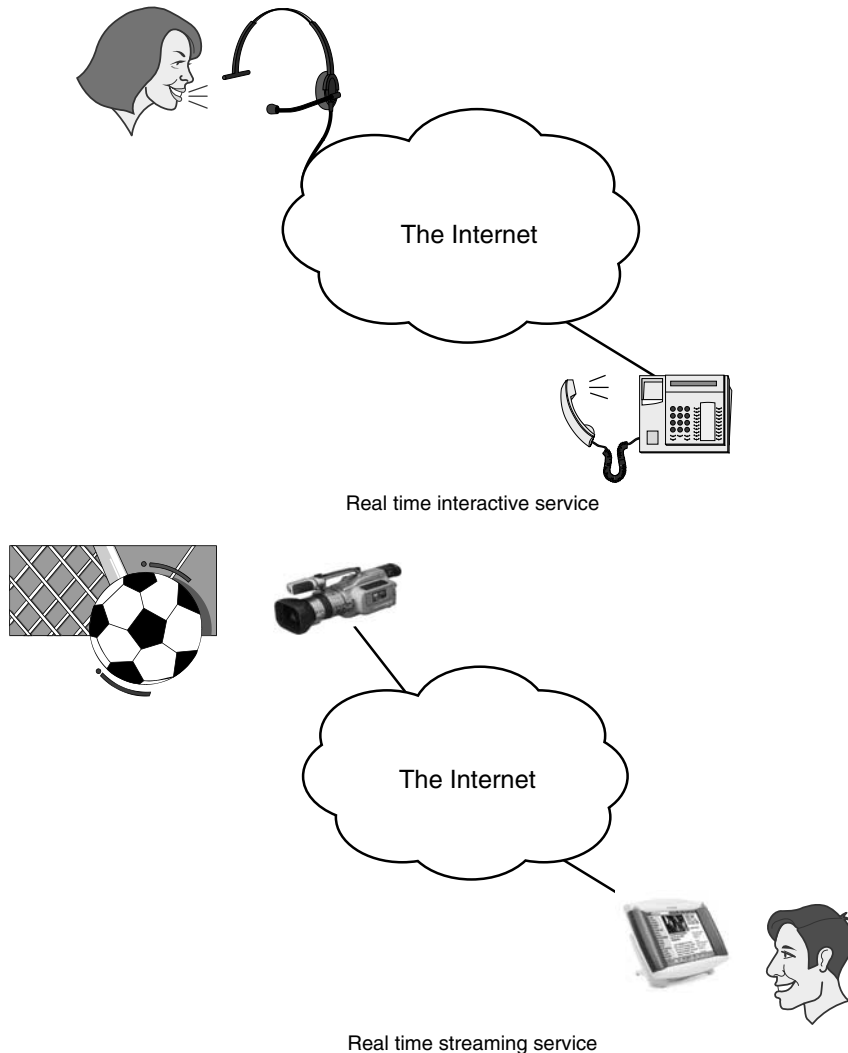 The Internet
Real time interactive service
The Internet
Real time streaming service